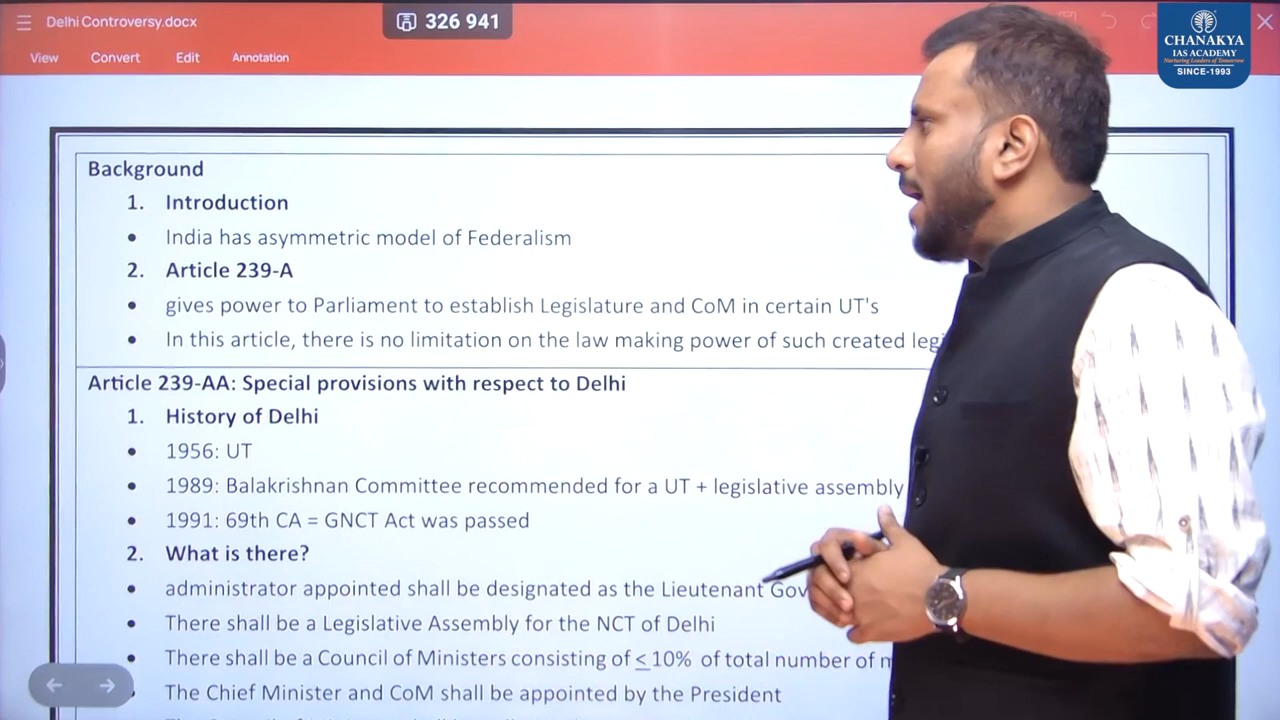 Delhi Controversy.docx
326 941
View Convert Edit Annotation
CHANAKYA
IAS ACADEMY
Nurturing Leaders of Tomorrow
SINCE-1993
Background
1. Introduction
• India has asymmetric model of Federalism
2. Article 239-A
• gives power to Parliament to establish Legislature and CoM in certain UT's
• In this article, there is no limitation on the law making power of such created
Article 239-AA: Special provisions with respect to Delhi
1. History of Delhi
• 1956: UT
• 1989: Balakrishnan Committee recommended for a UT + legislative assembly
• 1991: 69th CA = GNCT Act was passed
2. What is there?
• administrator appointed shall be designated as the Lieutenant
• There shall be a Legislative Assembly for the NCT of Delhi
• There shall be a Council of Ministers consisting of ≤10% of total number of
• The Chief Minister and CoM shall be appointed by the President